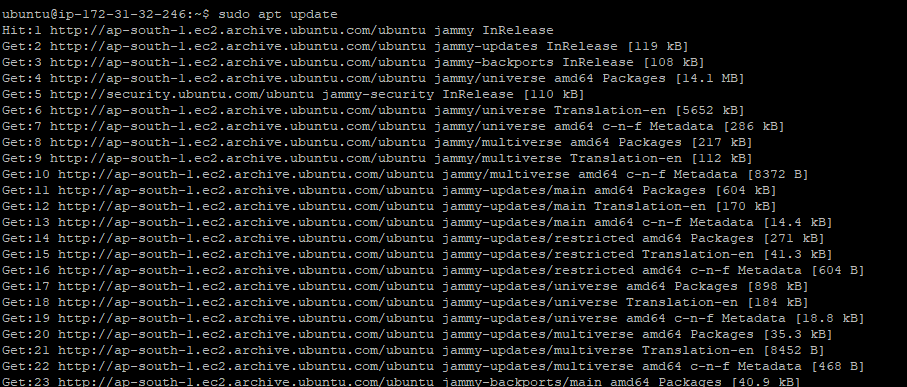 ubuntu@ip-172-31-32-246:~$ sudo apt update
Hit:1 http://ap-south-1.ec2.archive.ubuntu.com/ubuntu jammy InRelease
Get:2 http://ap-south-1.ec2.archive.ubuntu.com/ubuntu jammy-updates InRelease [119 kB]
Get:3 http://ap-south-1.ec2.archive.ubuntu.com/ubuntu jammy-backports InRelease [108 kB]
Get:4 http://ap-south-1.ec2.archive.ubuntu.com/ubuntu jammy/universe amd64 Packages [14.1 MB]
Get:5 http://security.ubuntu.com/ubuntu jammy-security InRelease [110 kB]
Get:6 http://ap-south-1.ec2.archive.ubuntu.com/ubuntu jammy/universe Translation-en [5652 kB]
Get:7 http://ap-south-1.ec2.archive.ubuntu.com/ubuntu jammy/universe amd64 c-n-f Metadata [286 kB]
Get:8 http://ap-south-1.ec2.archive.ubuntu.com/ubuntu jammy/multiverse amd64 Packages [217 kB]
Get:9 http://ap-south-1.ec2.archive.ubuntu.com/ubuntu jammy/multiverse Translation-en [112 kB]
Get:10 http://ap-south-1.ec2.archive.ubuntu.com/ubuntu jammy/multiverse amd64 c-n-f Metadata [8372 B]
Get:11 http://ap-south-1.ec2.archive.ubuntu.com/ubuntu jammy-updates/main amd64 Packages [604 kB]
Get:12 http://ap-south-1.ec2.archive.ubuntu.com/ubuntu jammy-updates/main Translation-en [170 kB]
Get:13 http://ap-south-1.ec2.archive.ubuntu.com/ubuntu jammy-updates/main amd64 c-n-f Metadata [14.4 kB]
Get:14 http://ap-south-1.ec2.archive.ubuntu.com/ubuntu jammy-updates/restricted amd64 Packages [271 kB]
Get:15 http://ap-south-1.ec2.archive.ubuntu.com/ubuntu jammy-updates/restricted Translation-en [41.3 kB]
Get:16 http://ap-south-1.ec2.archive.ubuntu.com/ubuntu jammy-updates/restricted amd64 c-n-f Metadata [604 B]
Get:17 http://ap-south-1.ec2.archive.ubuntu.com/ubuntu jammy-updates/universe amd64 Packages [898 kB]
Get:18 http://ap-south-1.ec2.archive.ubuntu.com/ubuntu jammy-updates/universe Translation-en [184 kB]
Get:19 http://ap-south-1.ec2.archive.ubuntu.com/ubuntu jammy-updates/universe amd64 c-n-f Metadata [18.8 kB]
Get:20 http://ap-south-1.ec2.archive.ubuntu.com/ubuntu jammy-updates/multiverse amd64 Packages [35.3 kB]
Get:21 http://ap-south-1.ec2.archive.ubuntu.com/ubuntu jammy-updates/multiverse Translation-en [8452 B]
Get:22 http://ap-south-1.ec2.archive.ubuntu.com/ubuntu jammy-updates/multiverse amd64 c-n-f Metadata [468 B]
Get:23 http://ap-south-1.ec2.archive.ubuntu.com/ubuntu jammy-backports/main amd64 Packages [40.9 kB]